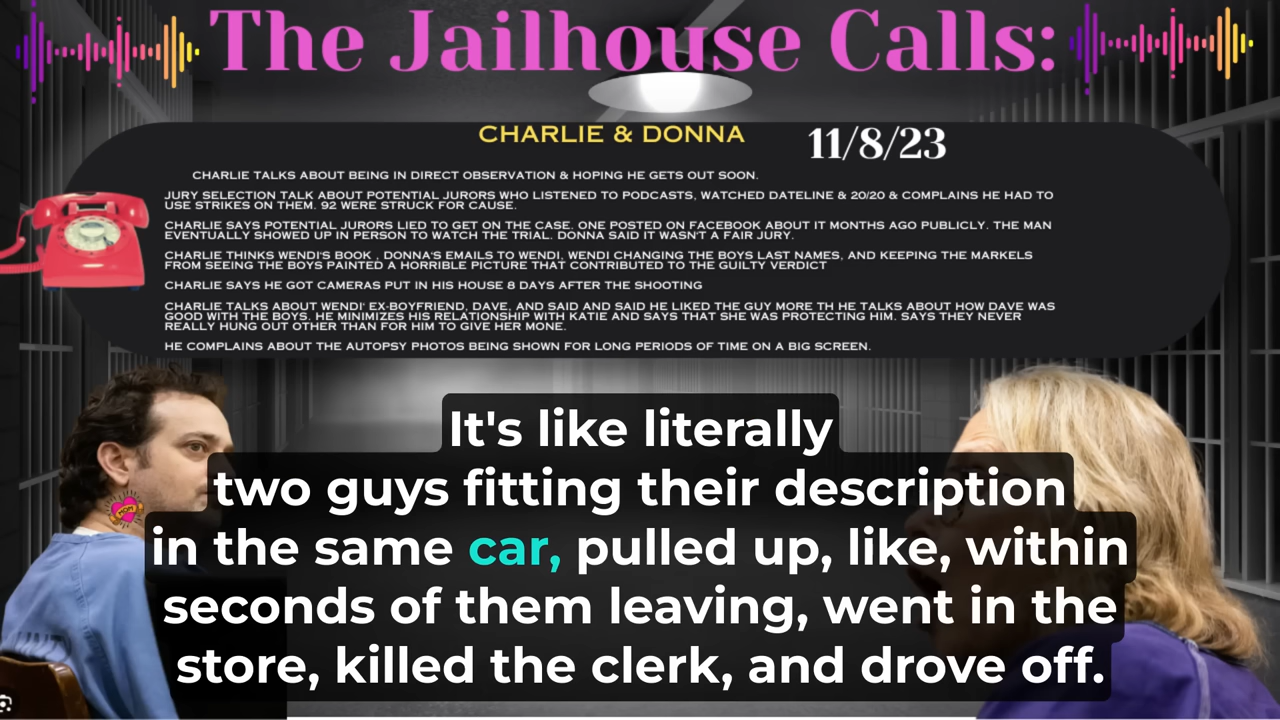 The Jailhouse Calls:
CHARLIE & DONNA
11/8/23
CHARLIE TALKS ABOUT BEING IN DIRECT OBSERVATION & HOPING HE GETS OUT SOON.
JURY SELECTION TALK ABOUT POTENTIAL JURORS WHO LISTENED TO PODCASTS, WATCHED DATELINE & 20/20 & COMPLAINS HE HAD TO
USE STRIKES ON THEM. 92 WERE STRUCK FOR CAUSE.
CHARLIE SAYS POTENTIAL JURORS LIED TO GET ON THE CASE. ONE POSTED ON FACEBOOK ABOUT IT MONTHS AGO PUBLICLY. THE MAN
EVENTUALLY SHOWED UP IN PERSON TO WATCH THE TRIAL. DONNA SAID IT WASN'T A FAIR JURY.
CHARLIE THINKS WENDI'S BOOK , DONNA'S EMAILS TO WENDI, WENDI CHANGING THE BOYS LAST NAMES, AND KEEPING THE MARKELS
FROM SEEING THE BOYS PAINTED A HORRIBLE PICTURE THAT CONTRIBUTED TO THE GUILTY VERDICT
CHARLIE SAYS HE GOT CAMERAS PUT IN HIS HOUSE 8 DAYS AFTER THE SHOOTING
CHARLIE TALKS ABOUT WENDI' EX-BOYFRIEND, DAVE, AND SAID AND SAID HE LIKED THE GUY MORE TH HE TALKS ABOUT HOW DAVE WAS
GOOD WITH THE BOYS. HE MINIMIZES HIS RELATIONSHIP WITH KATIE AND SAYS THAT SHE WAS PROTECTING HIM. SAYS THEY NEVER
REALLY HUNG OUT OTHER THAN FOR HIM TO GIVE HER MONE.
HE COMPLAINS ABOUT THE AUTOPSY PHOTOS BEING SHOWN FOR LONG PERIODS OF TIME ON A BIG SCREEN.
MOM
It's like literally
two guys fitting their description
in the same car, pulled up, like, within
seconds of them leaving, went in the
store, killed the clerk, and drove off.